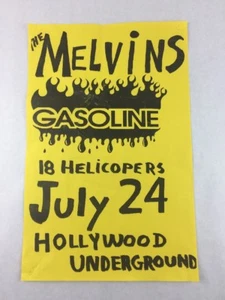 THE
MELVINS
GASOLINE
18 HELICOPERS
July 24
HOLLYWOOD
UNDERGROUND